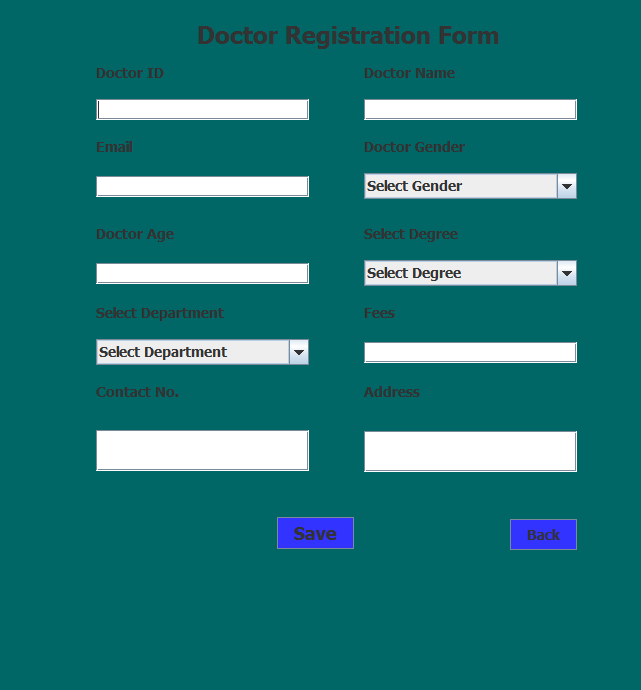 Doctor Registration Form
Doctor ID
Doctor Name
Email
Doctor Gender
Select Gender
Doctor Age
Select Degree
Select Degree
Select Department
Fees
Select Department
Contact No.
Address
Save
Back